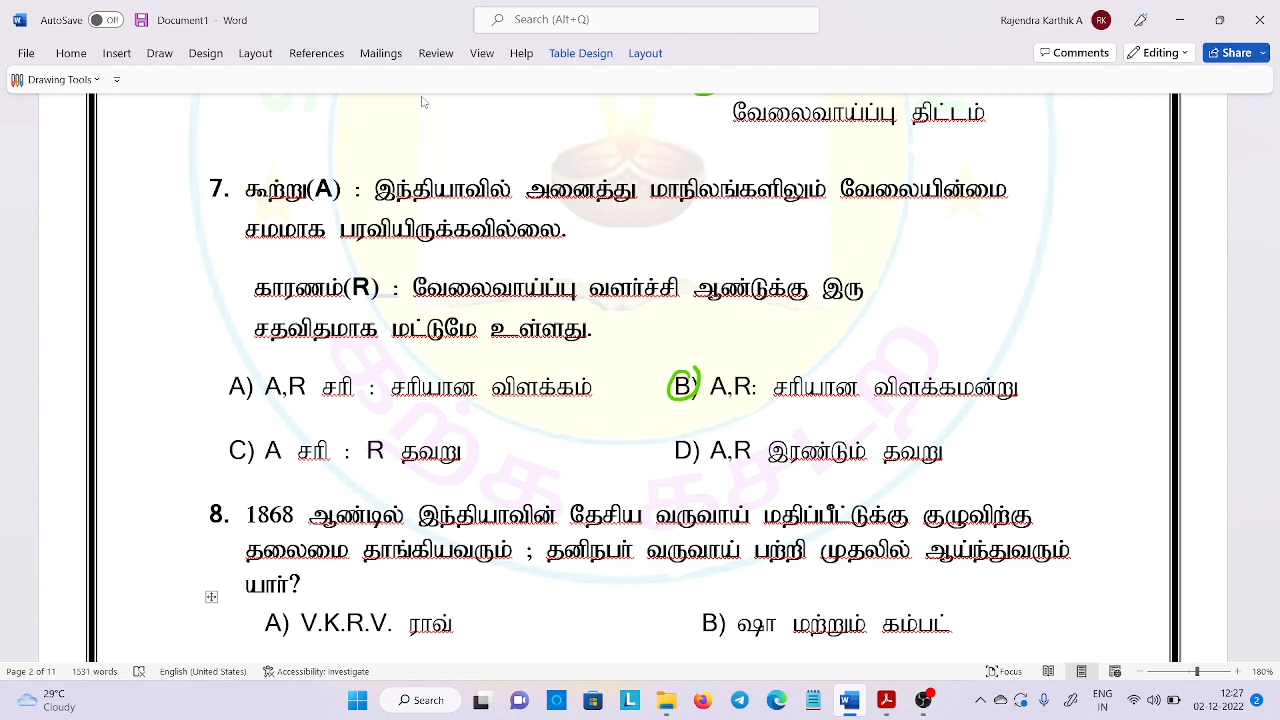 AutoSave Off Document1 - Word Search (Alt+Q) Rajendra Karthik A RK
File Home Insert Draw Design Layout References Mailings Review View Help Table Design Layout Comments Editing Share
Drawing Tools
வேலைவாய்ப்பு திட்டம்
7. கூற்று(A) : இந்தியாவில் அனைத்து மாநிலங்களிலும் வேலையின்மை
சமமாக பரவியிருக்கவில்லை.
காரணம்(R) : வேலைவாய்ப்பு வளர்ச்சி ஆண்டுக்கு இரு
சதவிதமாக மட்டுமே உள்ளது.
A) A,R சரி : சரியான விளக்கம் B) A,R: சரியான விளக்கமன்று
C) A சரி : R தவறு D) A,R இரண்டும் தவறு
8. 1868 ஆண்டில் இந்தியாவின் தேசிய வருவாய் மதிப்பீட்டுக்கு குழுவிற்கு
தலைமை தாங்கியவரும் ; தனிநபர் வருவாய் பற்றி முதலில் ஆய்ந்துவரும்
யார்?
A) V.K.R.V. ராவ் B) ஷா மற்றும் கம்பட்
கசடற
Page 2 of 11 1531 words English (United States) Accessibility: Investigate Focus 180%
29°C
Cloudy
Search
ENG
IN
12:27
02-12-2022
2